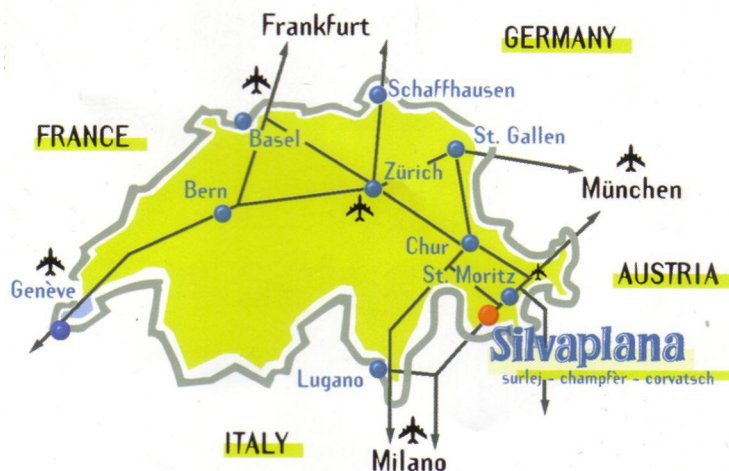 Frankfurt
GERMANY
Schaffhausen
FRANCE
Basel
St. Gallen
Zürich
Bern
München
Chur
St. Moritz
AUSTRIA
Genève
Silvaplana
surlej - champfèr - corvatsch
Lugano
ITALY
Milano